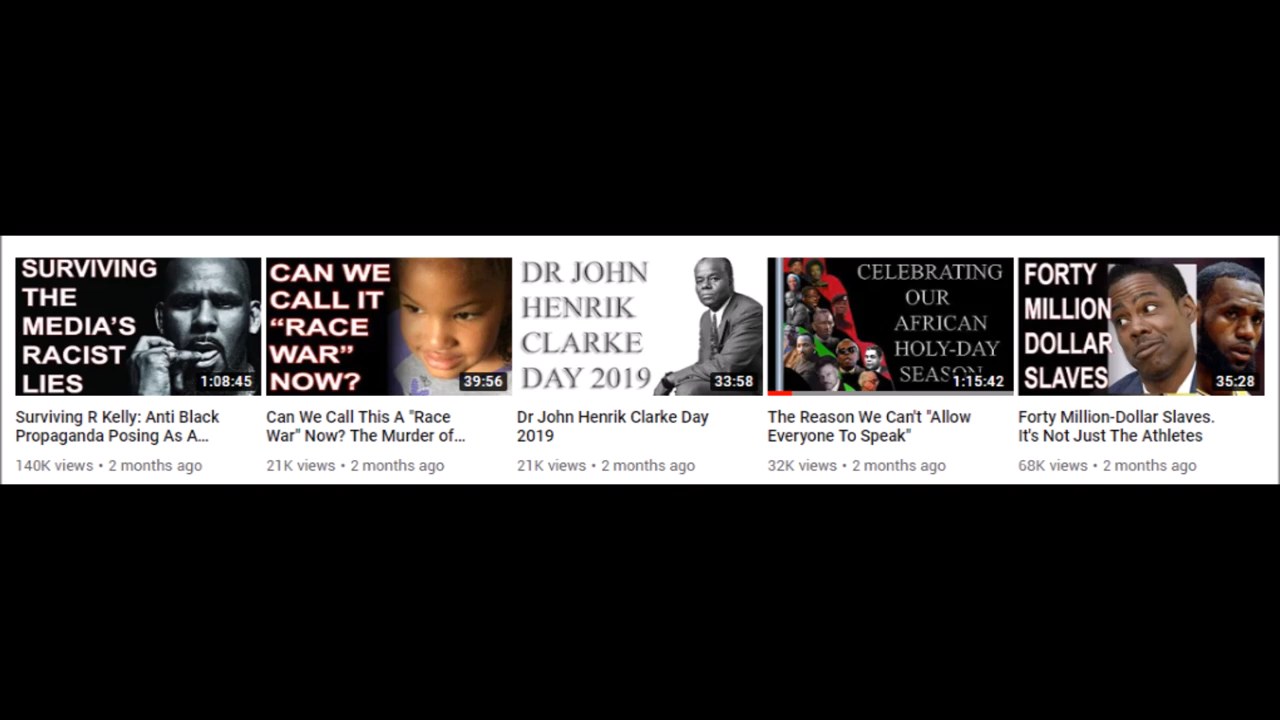 SURVIVING
THE
MEDIA'S
RACIST
LIES
1:08:45
Surviving R Kelly: Anti Black
Propaganda Posing As A...
140K views • 2 months ago
CAN WE
CALL IT
“RACE
WAR”
NOW?
39:56
Can We Call This A "Race
War" Now? The Murder of...
21K views • 2 months ago
DR JOHN
HENRIK
CLARKE
DAY 2019
33:58
Dr John Henrik Clarke Day
2019
21K views • 2 months ago
CELEBRATING
OUR
AFRICAN
HOLY-DAY
SEASON
1:15:42
The Reason We Can't "Allow
Everyone To Speak"
32K views • 2 months ago
FORTY
MILLION
DOLLAR
SLAVES
35:28
Forty Million-Dollar Slaves.
It's Not Just The Athletes
68K views • 2 months ago